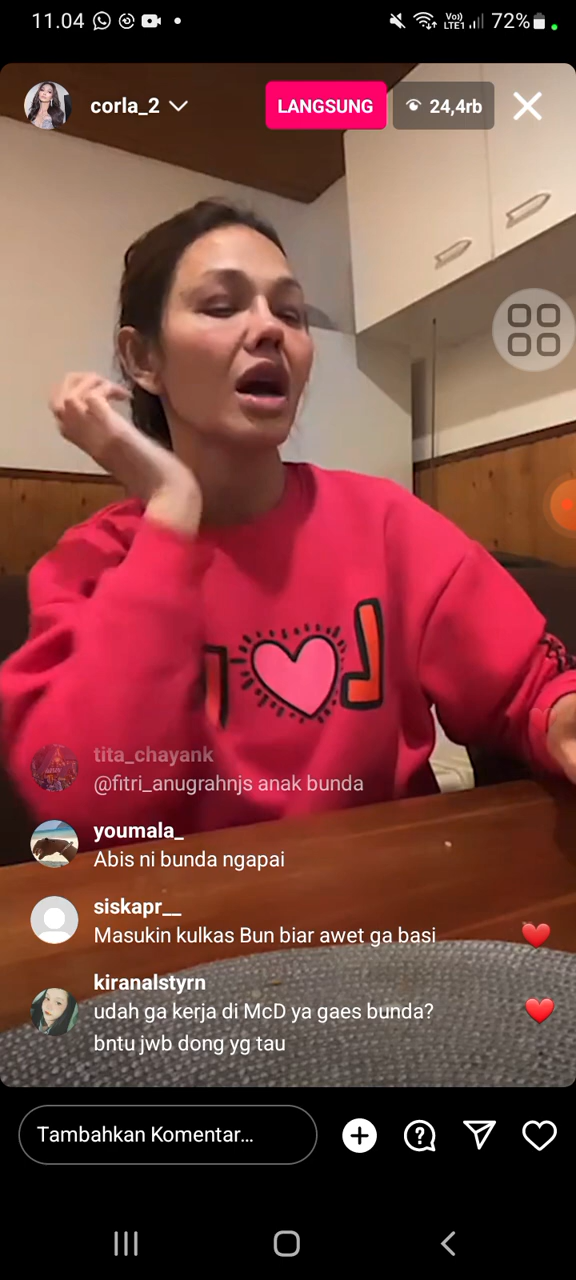 11.04
Vo))
LTE1
72%
corla_2
LANGSUNG
24,4rb
tita_chayank
@fitri_anugrahnjs anak bunda
youmala_
Abis ni bunda ngapai
siskapr__
Masukin kulkas Bun biar awet ga basi
kiranalstyrn
udah ga kerja di McD ya gaes bunda?
bntu jwb dong yg tau
Tambahkan Komentar...